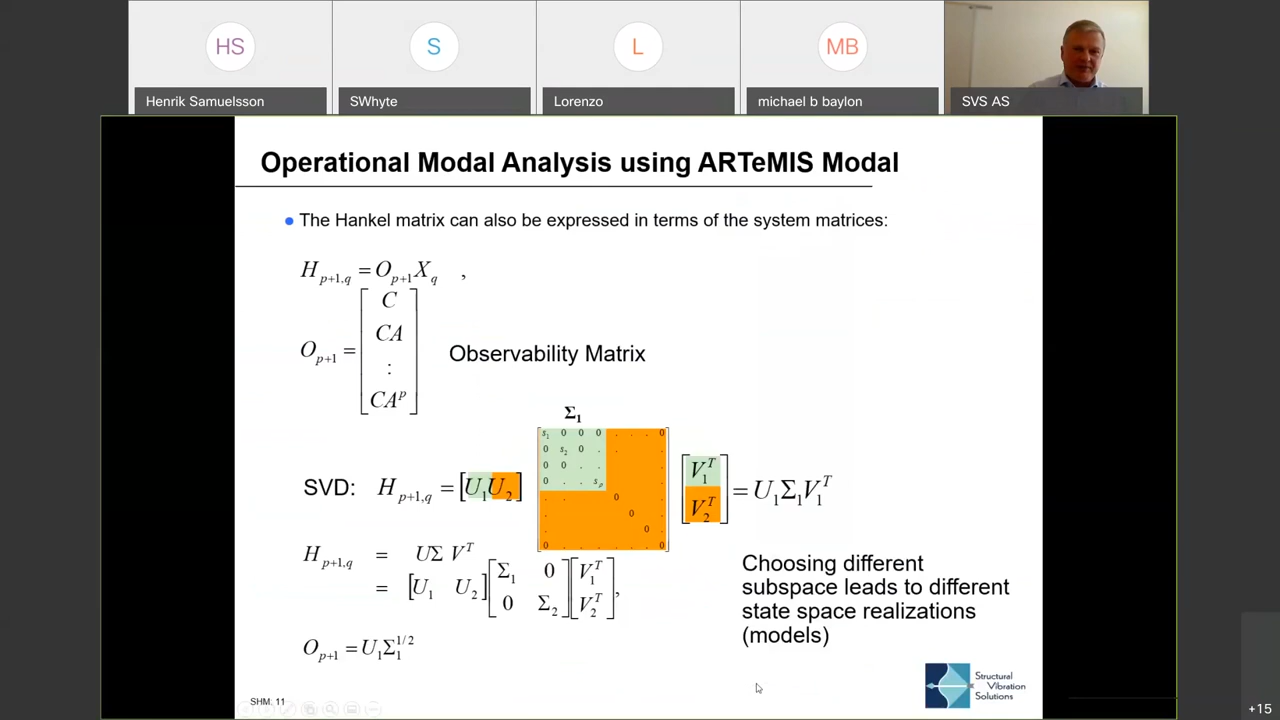 HS
S
L
MB
Henrik Samuelsson
SWhyte
Lorenzo
michael b baylon
SVS AS
Operational Modal Analysis using ARTeMIS Modal
The Hankel matrix can also be expressed in terms of the system matrices:
H p+1,q = O p+1 X q ,
O p+1 = [ C
CA
:
CA^p ]
Observability Matrix
Σ1
s1 0 0 0 . . . 0
0 s2 0 . .
0 0 . .
0 . . s p
. . 0
. 0
. 0
0 . . . . . . 0
SVD: H p+1,q = [U1 U2] [V1^T V2^T] = U1 Σ1 V1^T
H p+1,q = UΣ V^T
= [U1 U2] [Σ1 0
0 Σ2] [V1^T
V2^T] ,
O p+1 = U1 Σ1^1/2
Choosing different
subspace leads to different
state space realizations
(models)
SHM: 11
Structural
Vibration
Solutions
+15